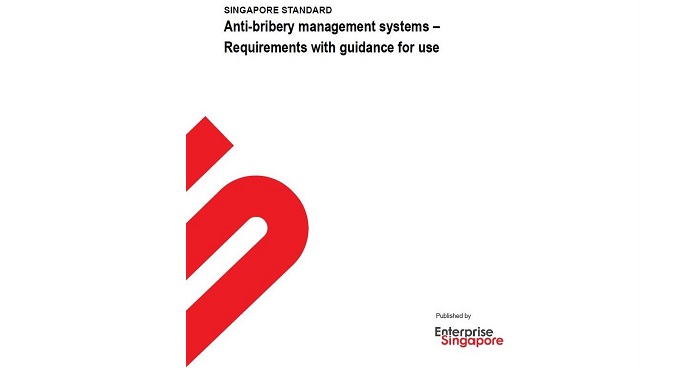 SINGAPORE STANDARD
Anti-bribery management systems –
Requirements with guidance for use
Published by
Enterprise
Singapore